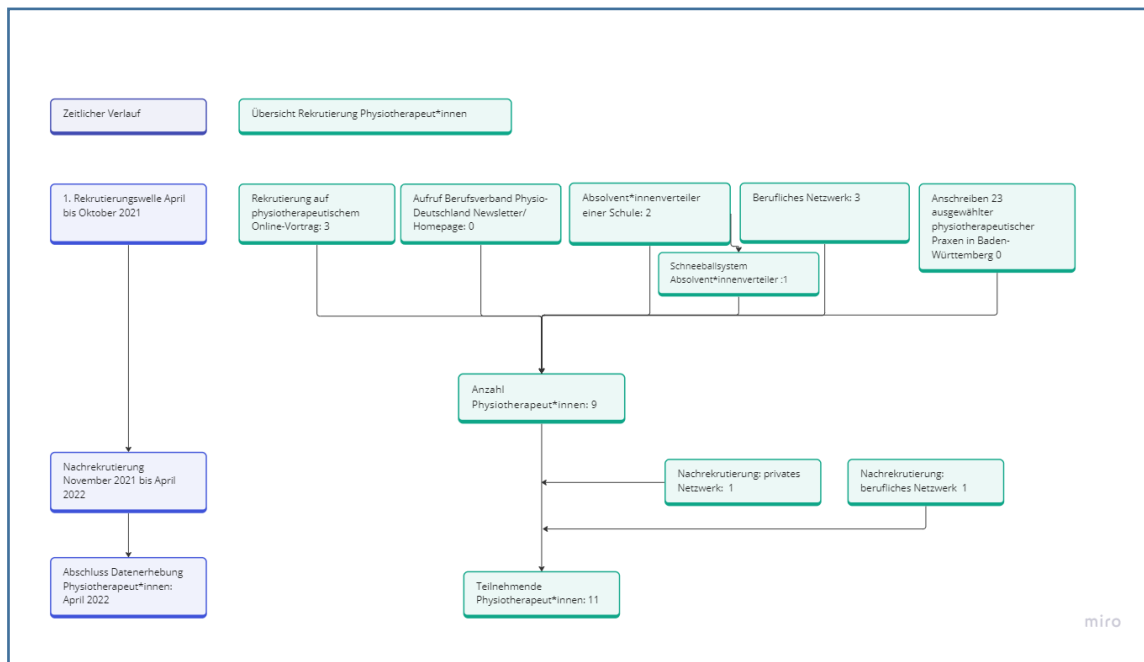 Zeitlicher Verlauf
Übersicht Rekrutierung Physiotherapeut*innen
1. Rekrutierungswelle April
bis Oktober 2021
Rekrutierung auf
physiotherapeutischem
Online-Vortrag: 3
Aufruf Berufsverband Physio-
Deutschland Newsletter/
Homepage: 0
Absolvent*innenverteiler
einer Schule: 2
Berufliches Netzwerk: 3
Anschreiben 23
ausgewählter
physiotherapeutischer
Praxen in Baden-
Württemberg 0
Schneeballsystem
Absolvent*innenverteiler :1
Anzahl
Physiotherapeut*innen: 9
Nachrekrutierung
November 2021 bis April
2022
Nachrekrutierung: privates
Netzwerk: 1
Nachrekrutierung:
berufliches Netzwerk 1
Abschluss Datenerhebung
Physiotherapeut*innen:
April 2022
Teilnehmende
Physiotherapeut*innen: 11
miro